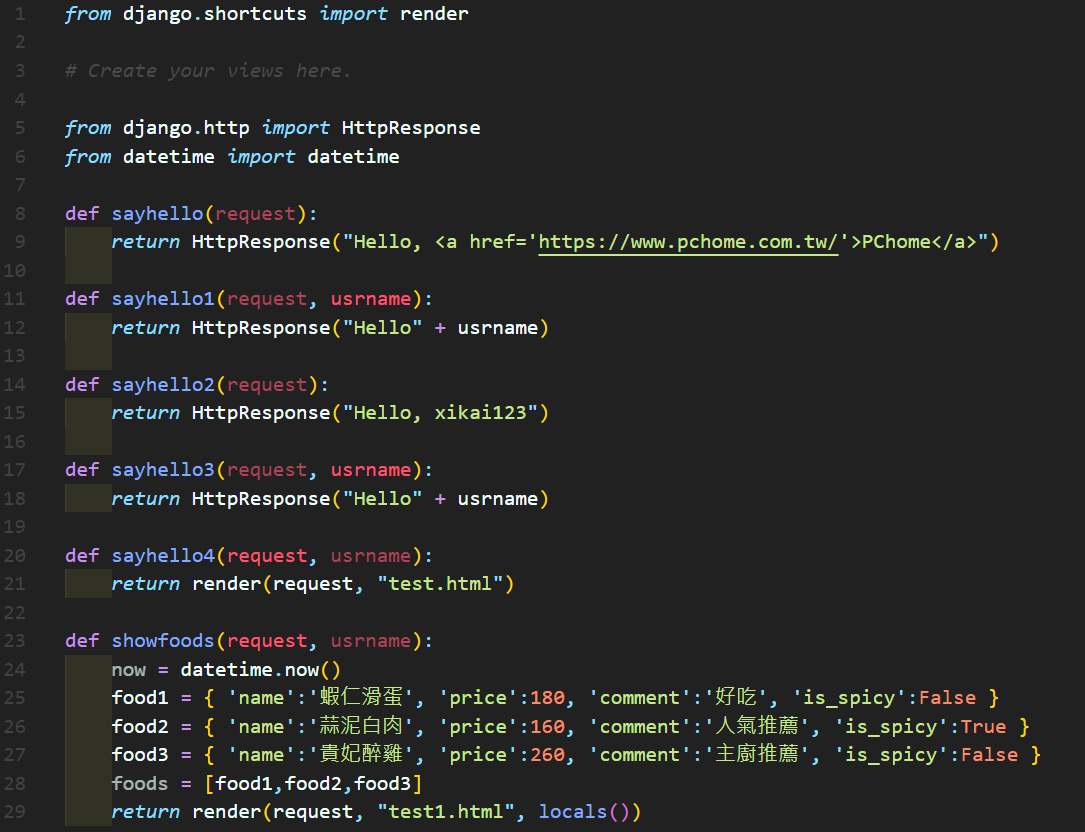 1 from django.shortcuts import render
2
3 # Create your views here.
4
5 from django.http import HttpResponse
6 from datetime import datetime
7
8 def sayhello(request):
9     return HttpResponse("Hello, <a href='https://www.pchome.com.tw/'>PChome</a>")
10
11 def sayhello1(request, usrname):
12     return HttpResponse("Hello" + usrname)
13
14 def sayhello2(request):
15     return HttpResponse("Hello, xikai123")
16
17 def sayhello3(request, usrname):
18     return HttpResponse("Hello" + usrname)
19
20 def sayhello4(request, usrname):
21     return render(request, "test.html")
22
23 def showfoods(request, usrname):
24     now = datetime.now()
25     food1 = { 'name':'蝦仁滑蛋', 'price':180, 'comment':'好吃', 'is_spicy':False }
26     food2 = { 'name':'蒜泥白肉', 'price':160, 'comment':'人氣推薦', 'is_spicy':True }
27     food3 = { 'name':'貴妃醉雞', 'price':260, 'comment':'主廚推薦', 'is_spicy':False }
28     foods = [food1,food2,food3]
29     return render(request, "test1.html", locals())